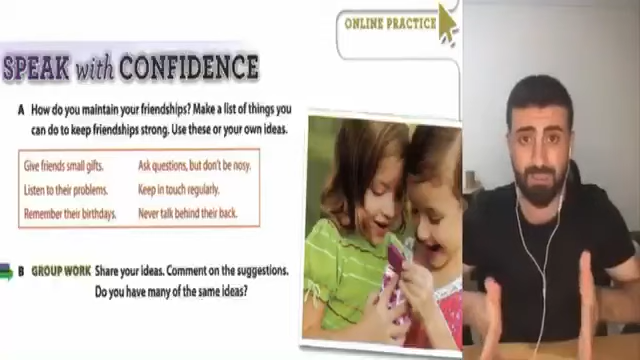 ONLINE PRACTICE
SPEAK with CONFIDENCE
A How do you maintain your friendships? Make a list of things you
can do to keep friendships strong. Use these or your own ideas.
Give friends small gifts. Ask questions, but don't be nosy.
Listen to their problems. Keep in touch regularly.
Remember their birthdays. Never talk behind their back.
B GROUP WORK Share your ideas. Comment on the suggestions.
Do you have many of the same ideas?